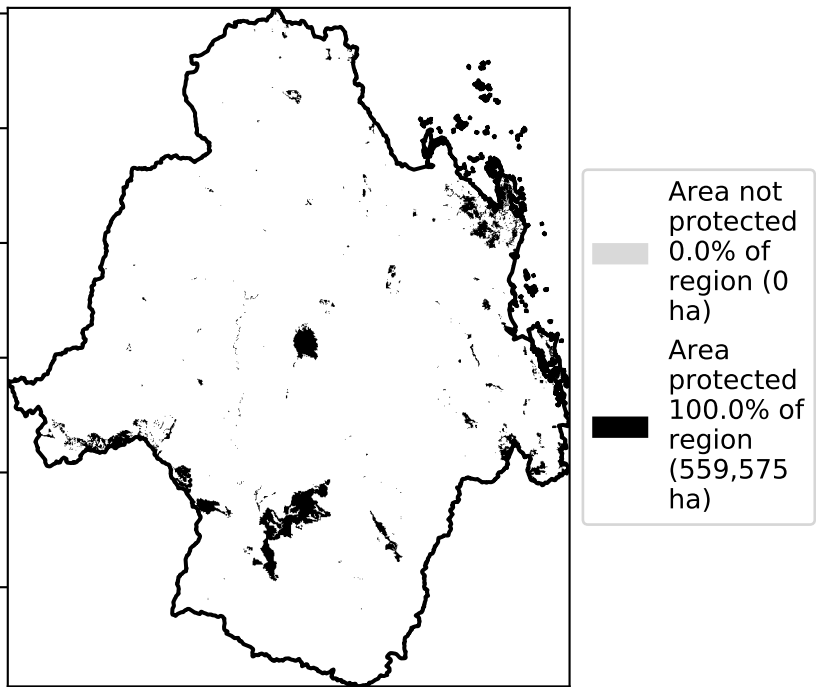 Area not
protected
0.0% of
region (0
ha)
Area
protected
100.0% of
region
(559,575
ha)